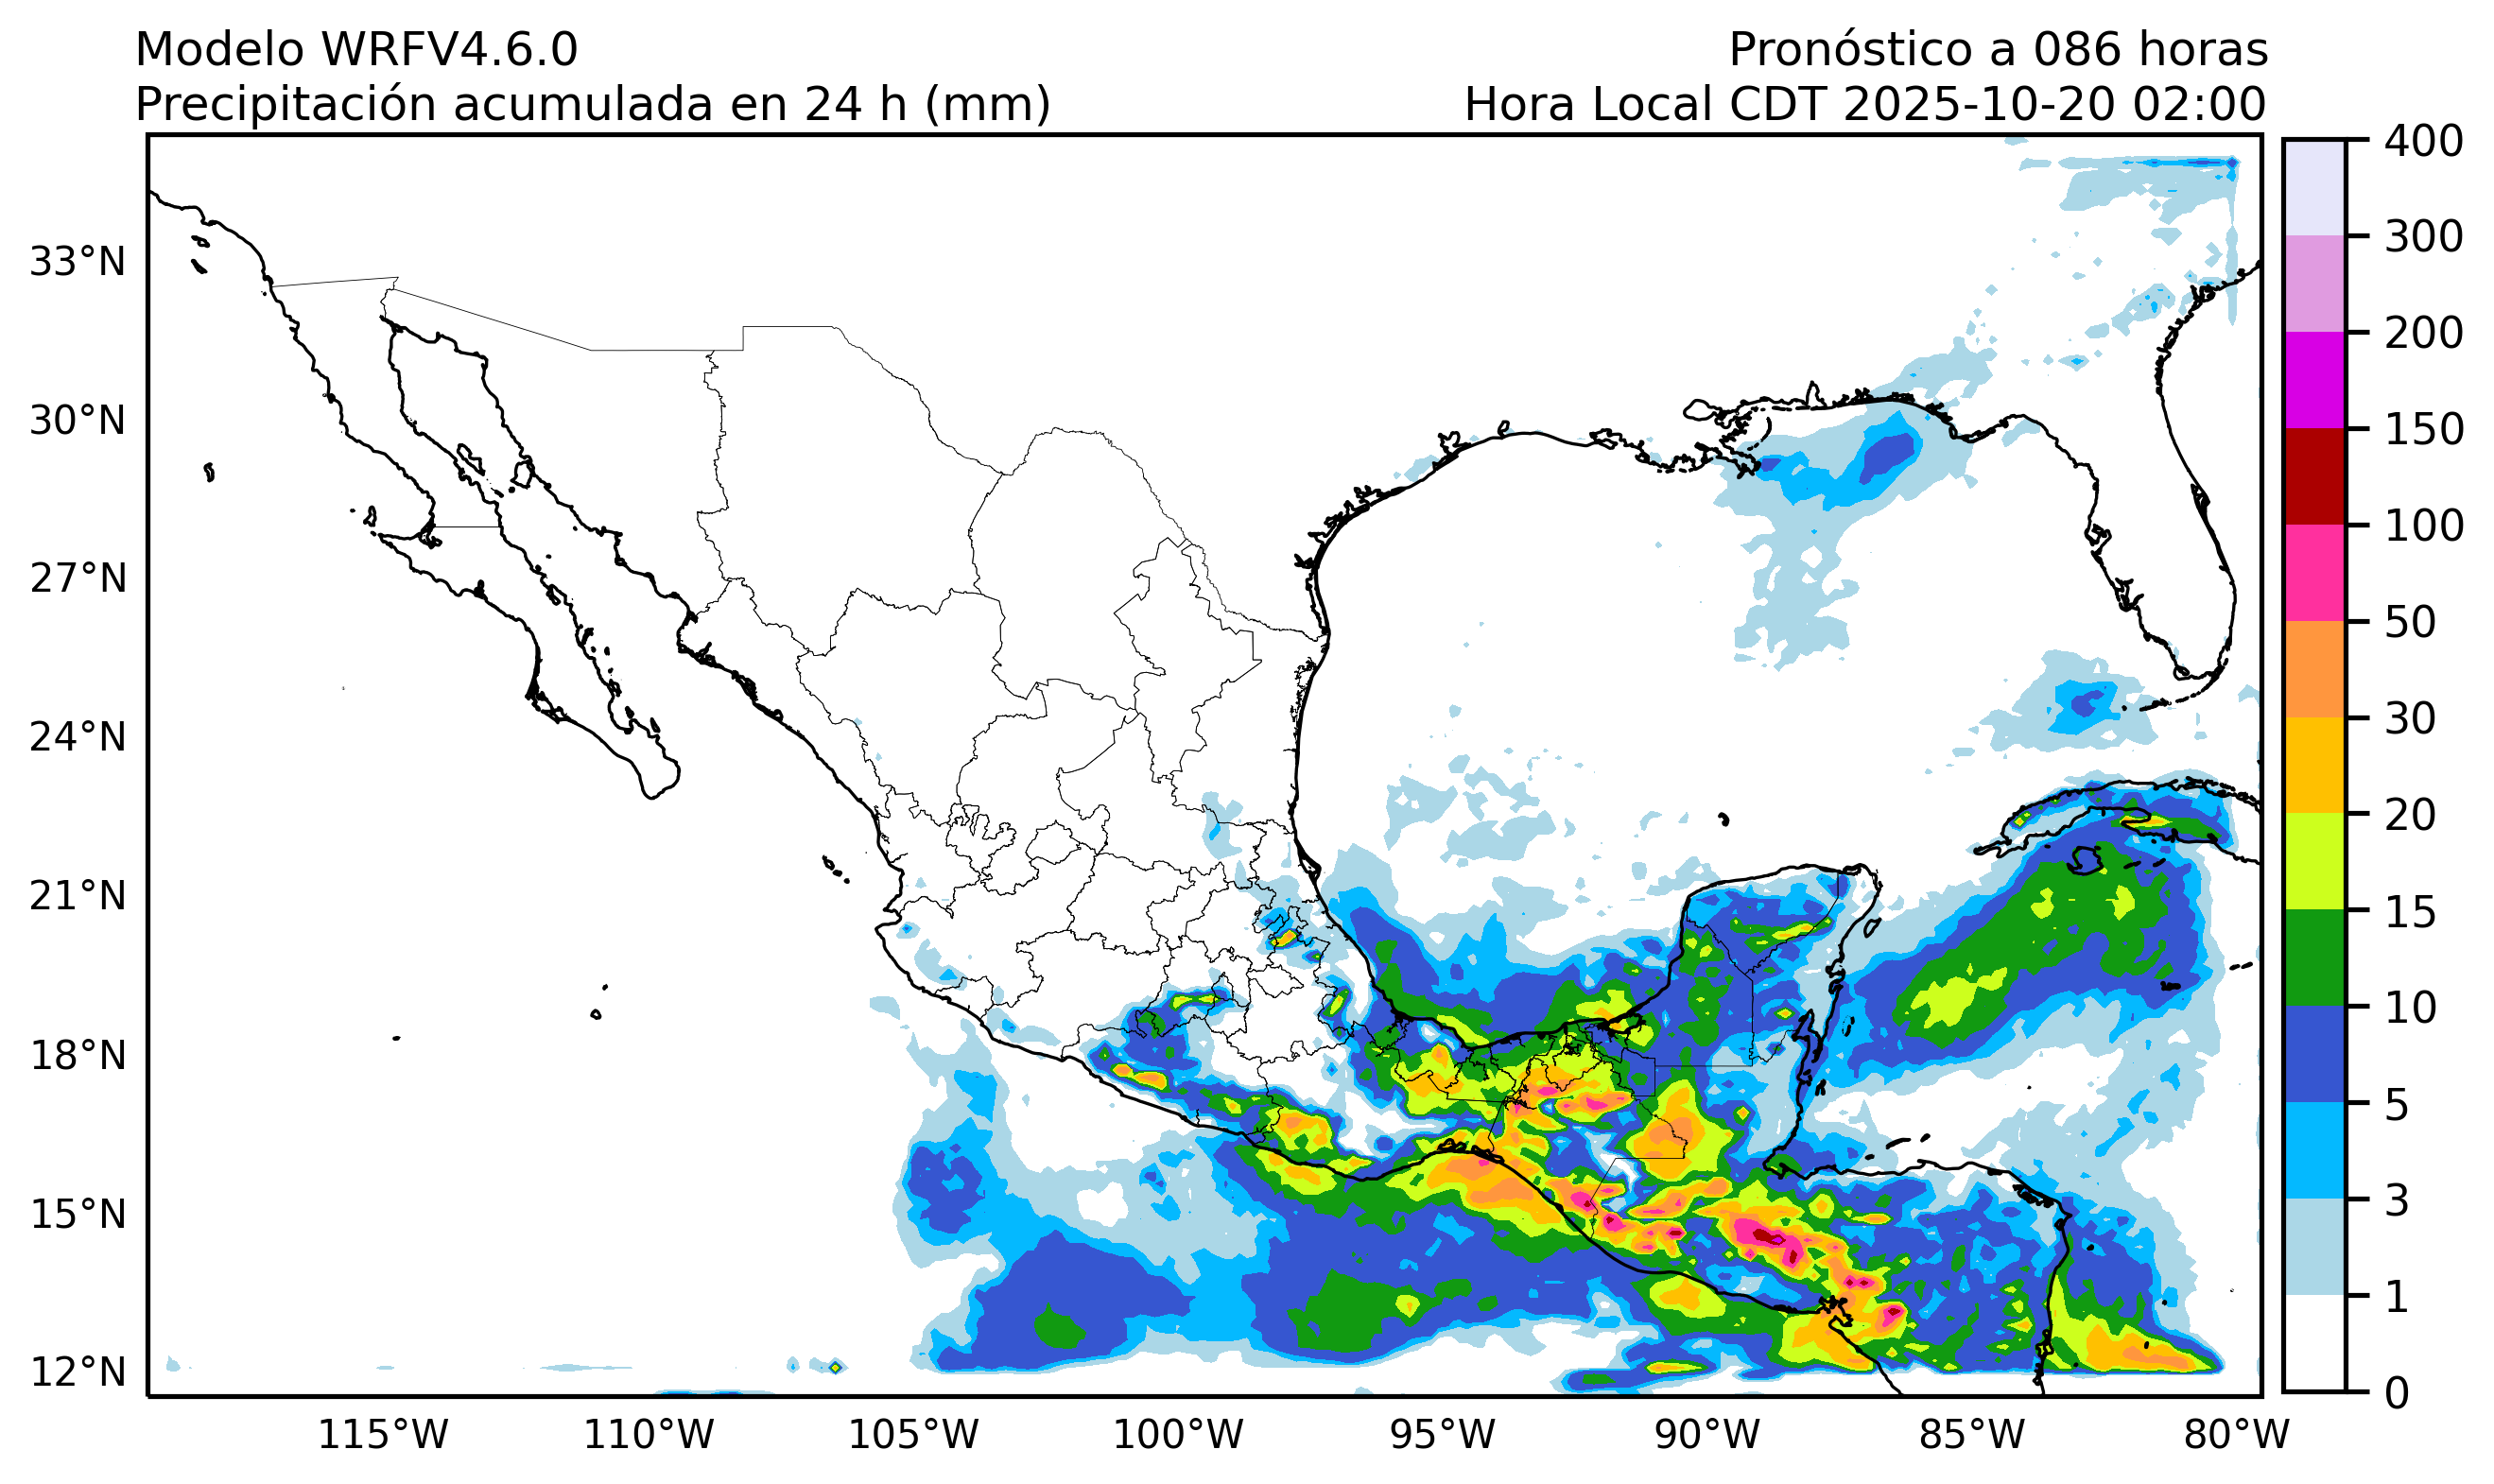 Modelo WRFV4.6.0
Pronóstico a 086 horas
Precipitación acumulada en 24 h (mm)
Hora Local CDT 2025-10-20 02:00
33°N
30°N
27°N
24°N
21°N
18°N
15°N
12°N
115°W
110°W
105°W
100°W
95°W
90°W
85°W
80°W
400
300
200
150
100
50
30
20
15
10
5
3
1
0